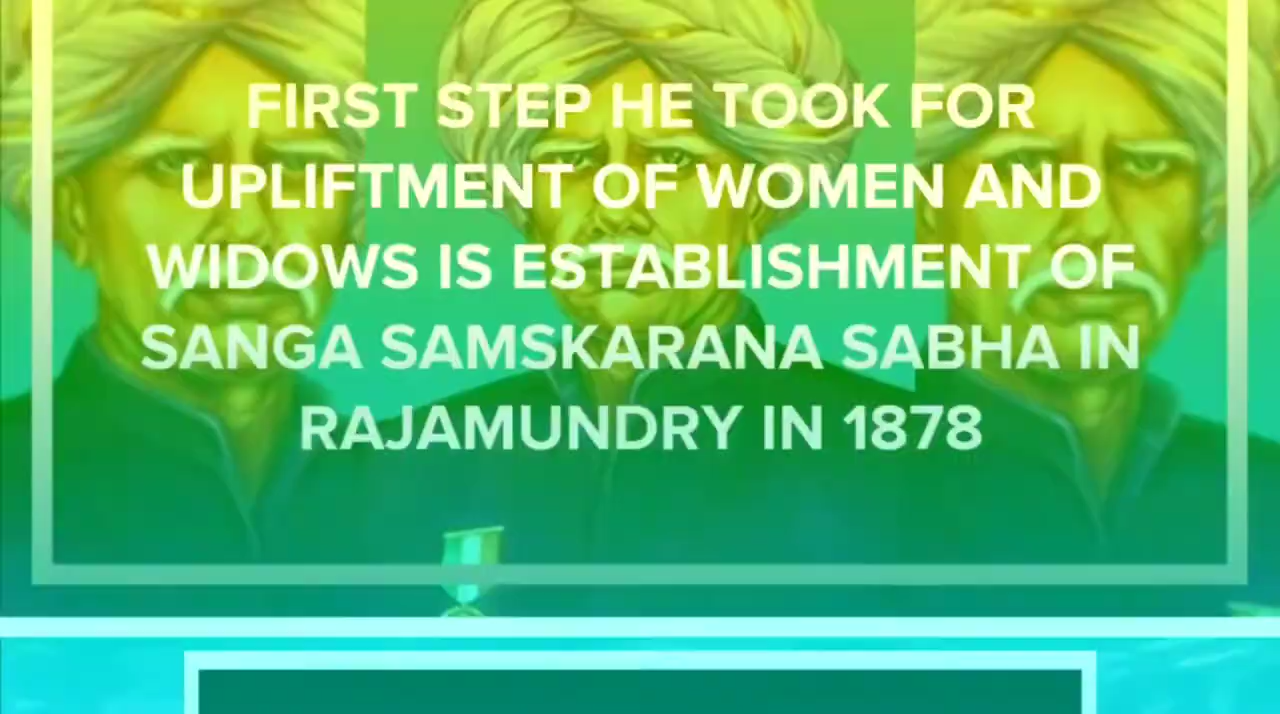 FIRST STEP HE TOOK FOR
UPLIFTMENT OF WOMEN AND
WIDOWS IS ESTABLISHMENT OF
SANGA SAMSKARANA SABHA IN
RAJAMUNDRY IN 1878